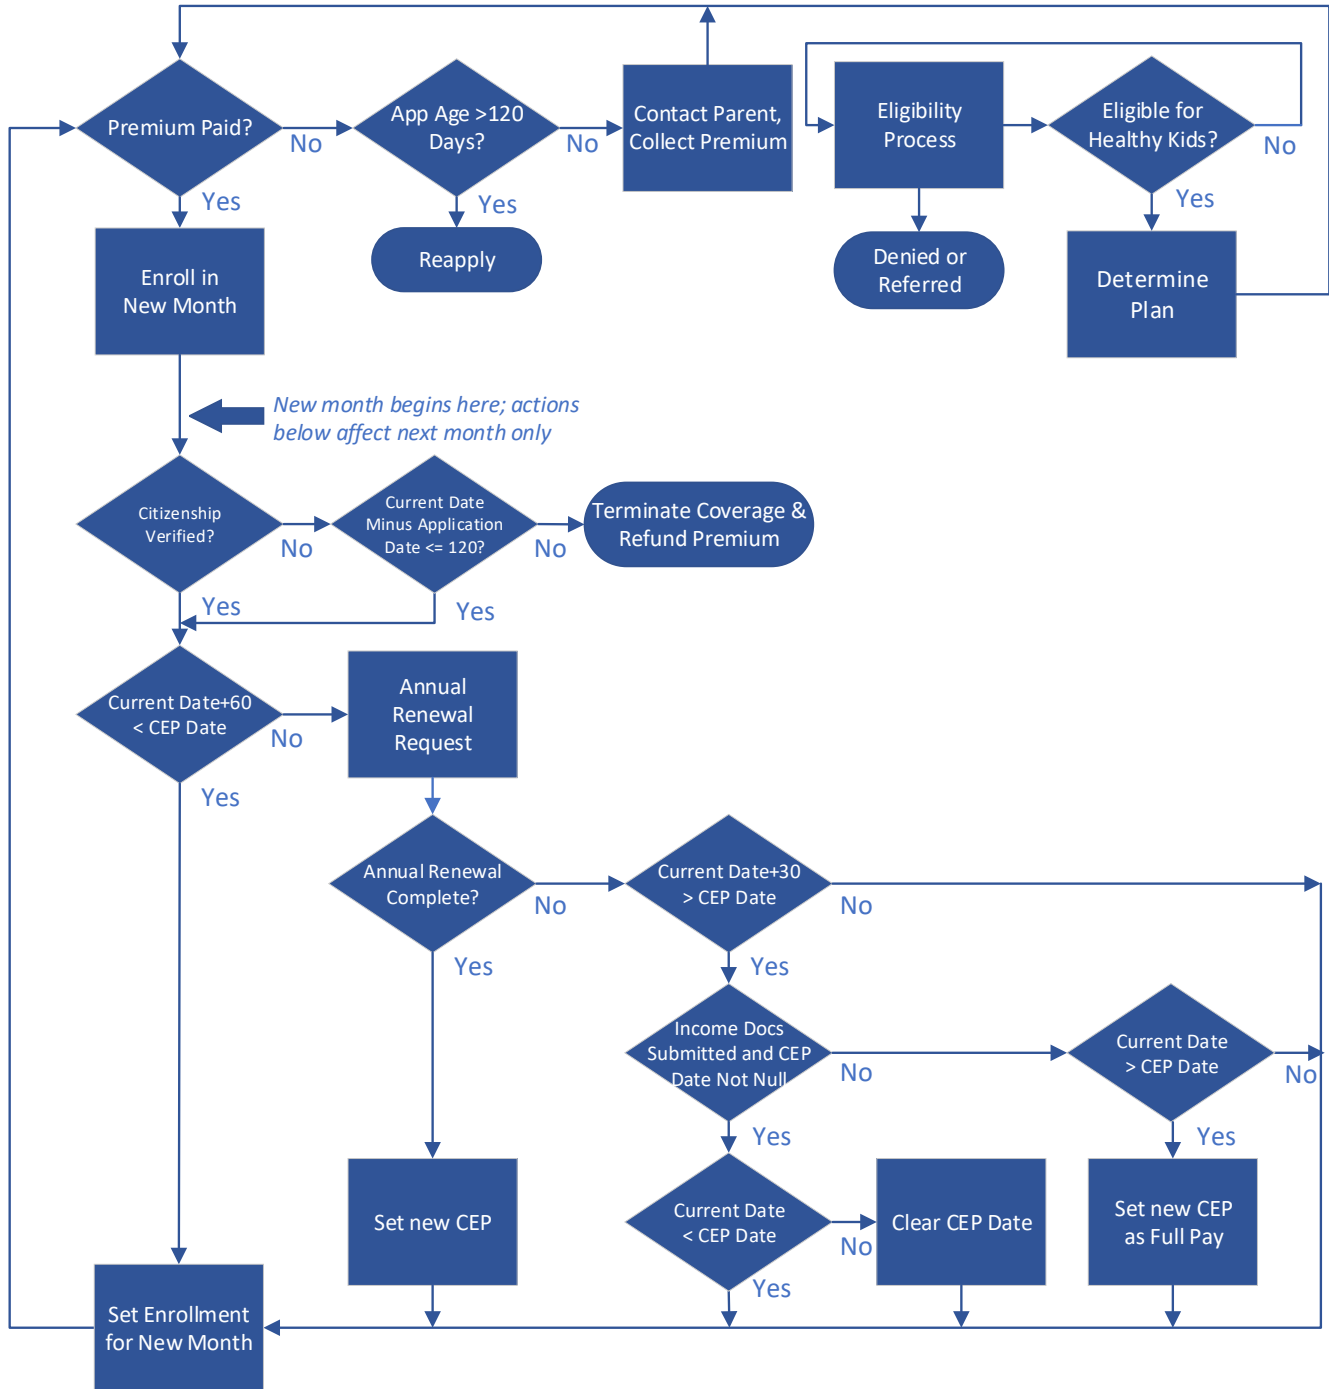 Premium Paid?
No
Yes
App Age >120
Days?
No
Yes
Contact Parent,
Collect Premium
Eligibility
Process
Eligible for
Healthy Kids?
No
Yes
Enroll in
New Month
Reapply
Denied or
Referred
Determine
Plan
New month begins here; actions
below affect next month only
Citizenship
Verified?
No
Yes
Current Date
Minus Application
Date <= 120?
No
Yes
Terminate Coverage &
Refund Premium
Current Date+60
< CEP Date
No
Yes
Annual
Renewal
Request
Annual Renewal
Complete?
No
Yes
Current Date+30
> CEP Date
No
Yes
Income Docs
Submitted and CEP
Date Not Null
No
Yes
Current Date
> CEP Date
No
Yes
Set new CEP
Current Date
< CEP Date
No
Yes
Clear CEP Date
Set new CEP
as Full Pay
Set Enrollment
for New Month